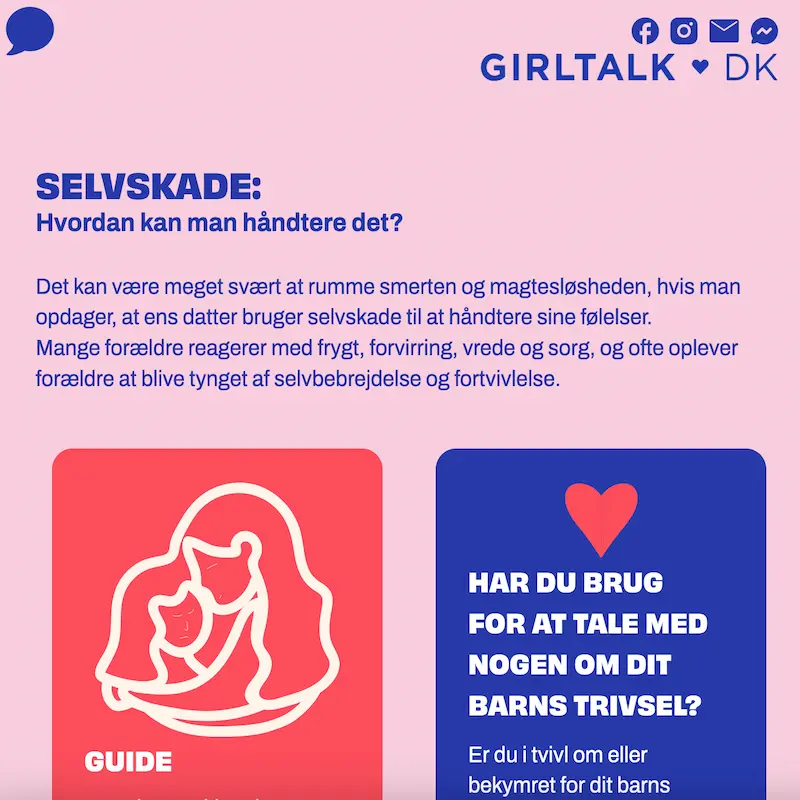 GIRLTALK DK
SELVSKADE:
Hvordan kan man håndtere det?
Det kan være meget svært at rumme smerten og magtesløsheden, hvis man
opdager, at ens datter bruger selvskade til at håndtere sine følelser.
Mange forældre reagerer med frygt, forvirring, vrede og sorg, og ofte oplever
forældre at blive tynget af selvbebrejdelse og fortvivlelse.
GUIDE
HAR DU BRUG
FOR AT TALE MED
NOGEN OM DIT
BARNS TRIVSEL?
Er du i tvivl om eller
bekymret for dit barns